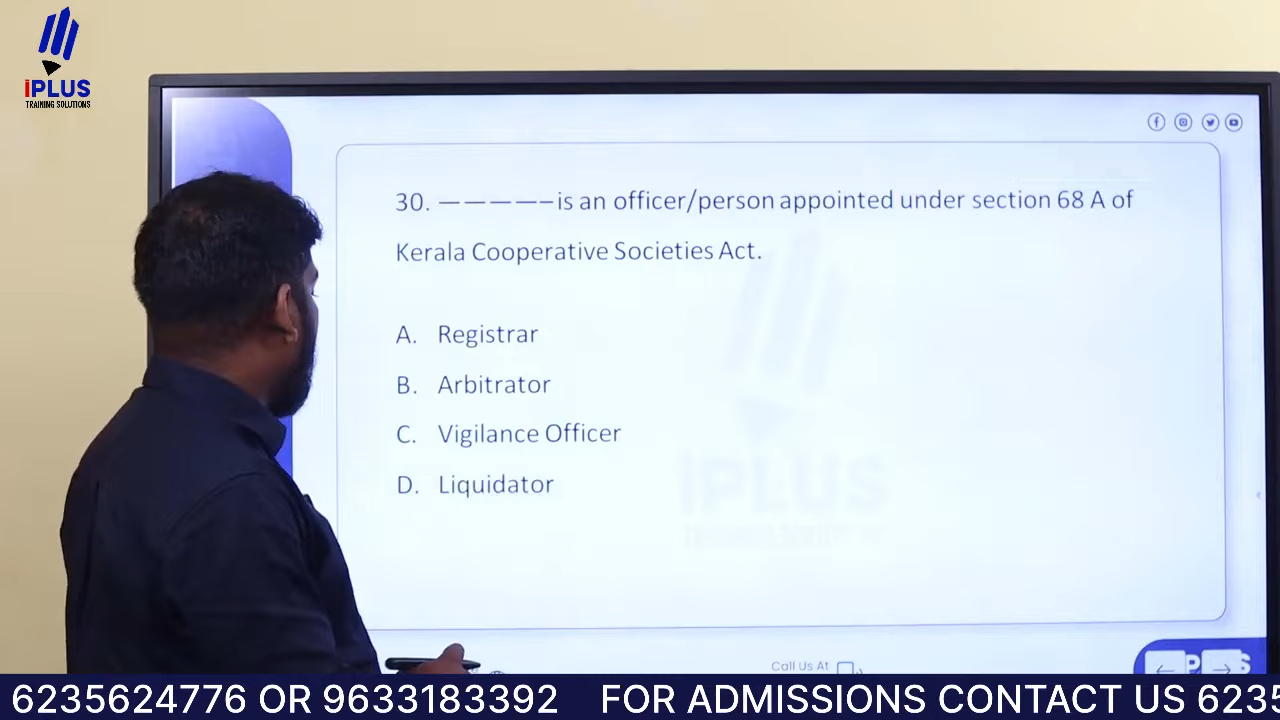 iPLUS
TRAINING SOLUTIONS
30. ————– is an officer/person appointed under section 68 A of
Kerala Cooperative Societies Act.
A. Registrar
B. Arbitrator
C. Vigilance Officer
D. Liquidator
iPLUS
Call Us At
6235624776 OR 9633183392 FOR ADMISSIONS CONTACT US 6235